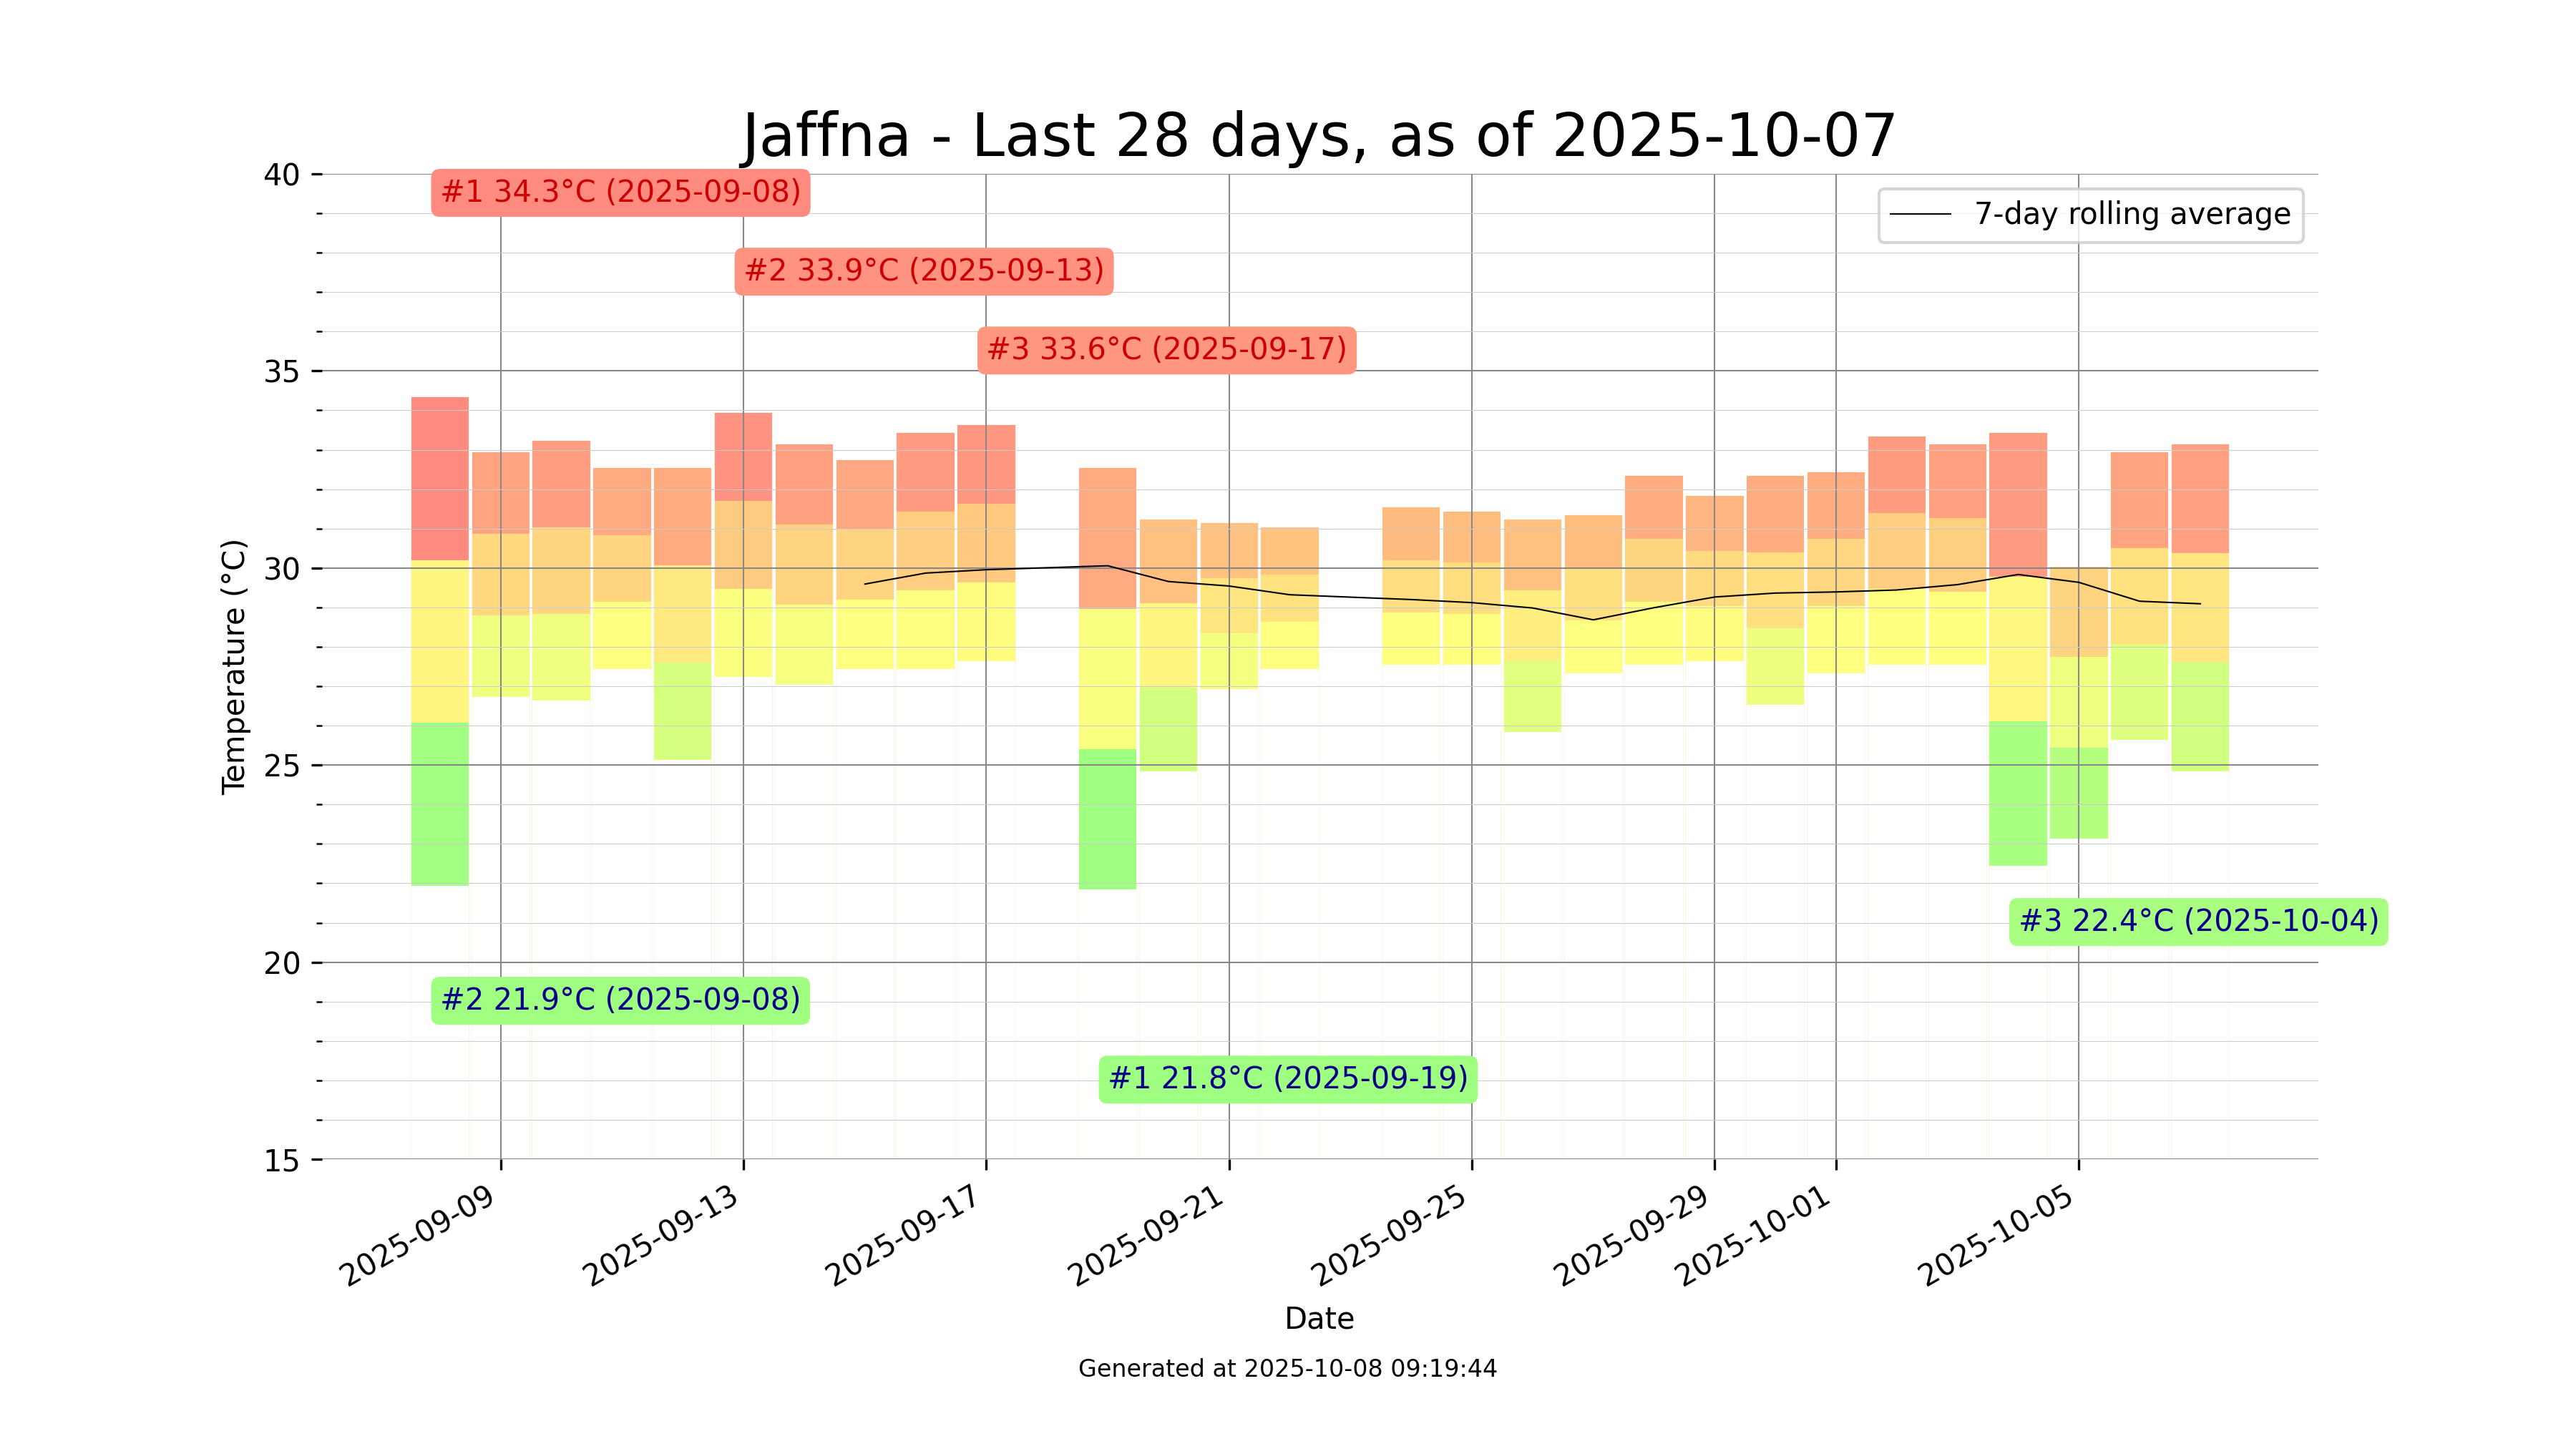 Jaffna - Last 28 days, as of 2025-10-07
40
#1 34.3°C (2025-09-08)
7-day rolling average
#2 33.9°C (2025-09-13)
#3 33.6°C (2025-09-17)
35
30
Temperature (°C)
25
#3 22.4°C (2025-10-04)
20
#2 21.9°C (2025-09-08)
#1 21.8°C (2025-09-19)
15
2025-09-09
2025-09-13
2025-09-17
2025-09-21
2025-09-25
2025-09-29
2025-10-01
2025-10-05
Date
Generated at 2025-10-08 09:19:44